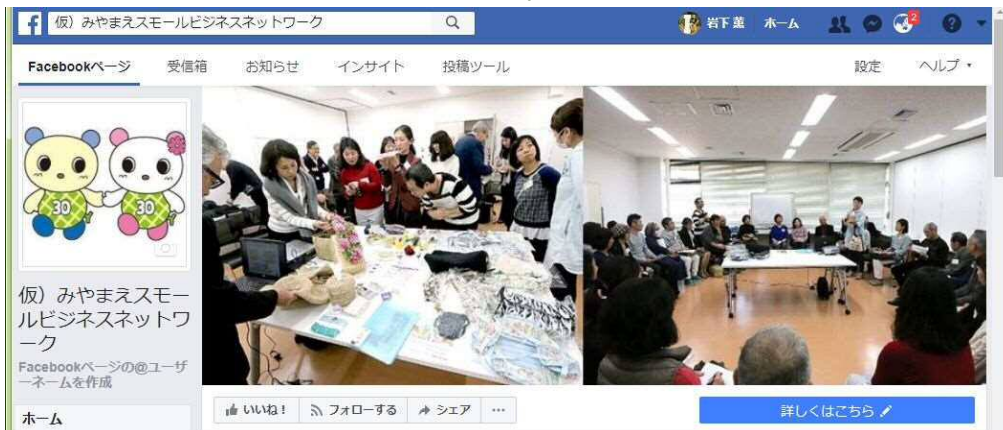 仮）みやまえスモールビジネスネットワーク
岩下 薫 ホーム 2
Facebookページ 受信箱 お知らせ インサイト 投稿ツール 設定 ヘルプ
30 30
仮）みやまえスモー
ルビジネスネットワ
ーク
Facebookページの@ユーザ
ーネームを作成
ホーム
いいね！ フォローする シェア ...
詳しくはこちら